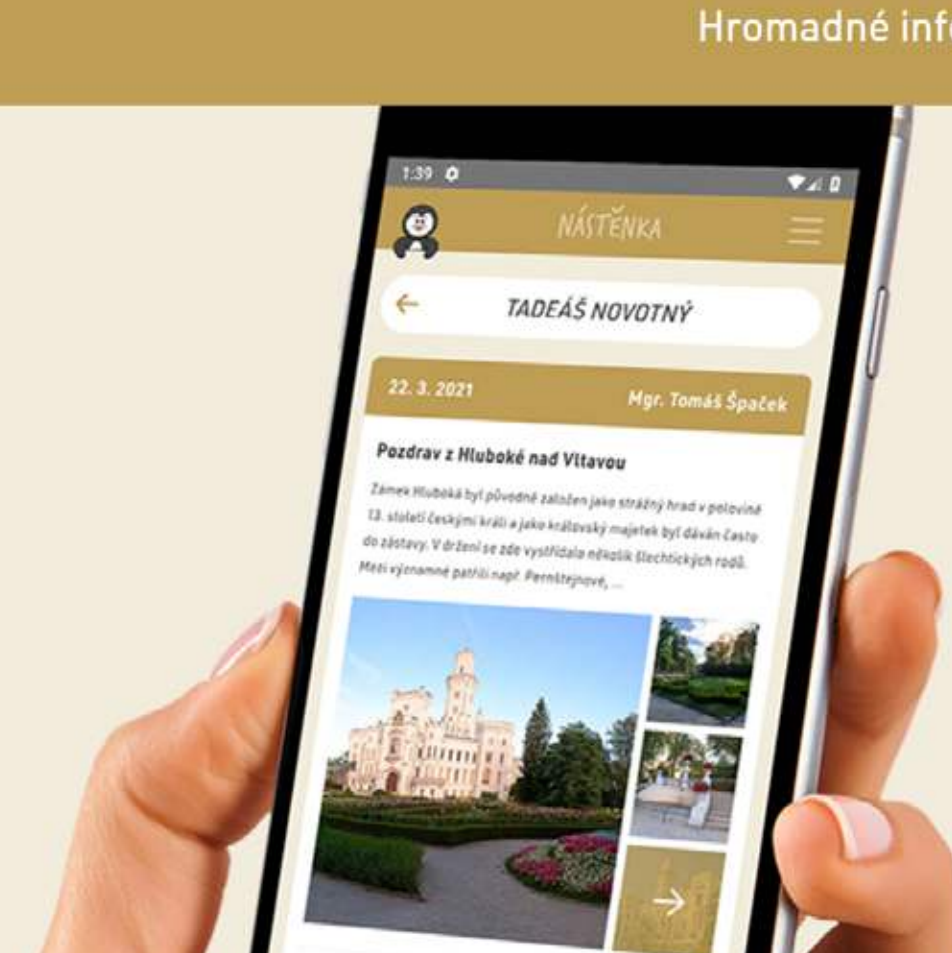 Hromadné inf
1:39
NÁSTĚNKA
TADEÁŠ NOVOTNÝ
22. 3. 2021
Mgr. Tomáš Špaček
Pozdrav z Hluboké nad Vltavou
Zámek Hluboká byl původně založen jako strážný hrad v polovině
13. století českými králi a jako královský majetek byl dáván často
do zástavy. V držení se zde vystřídalo několik šlechtických rodů.
Mezi významné patřili např. Pernštejnové, ...